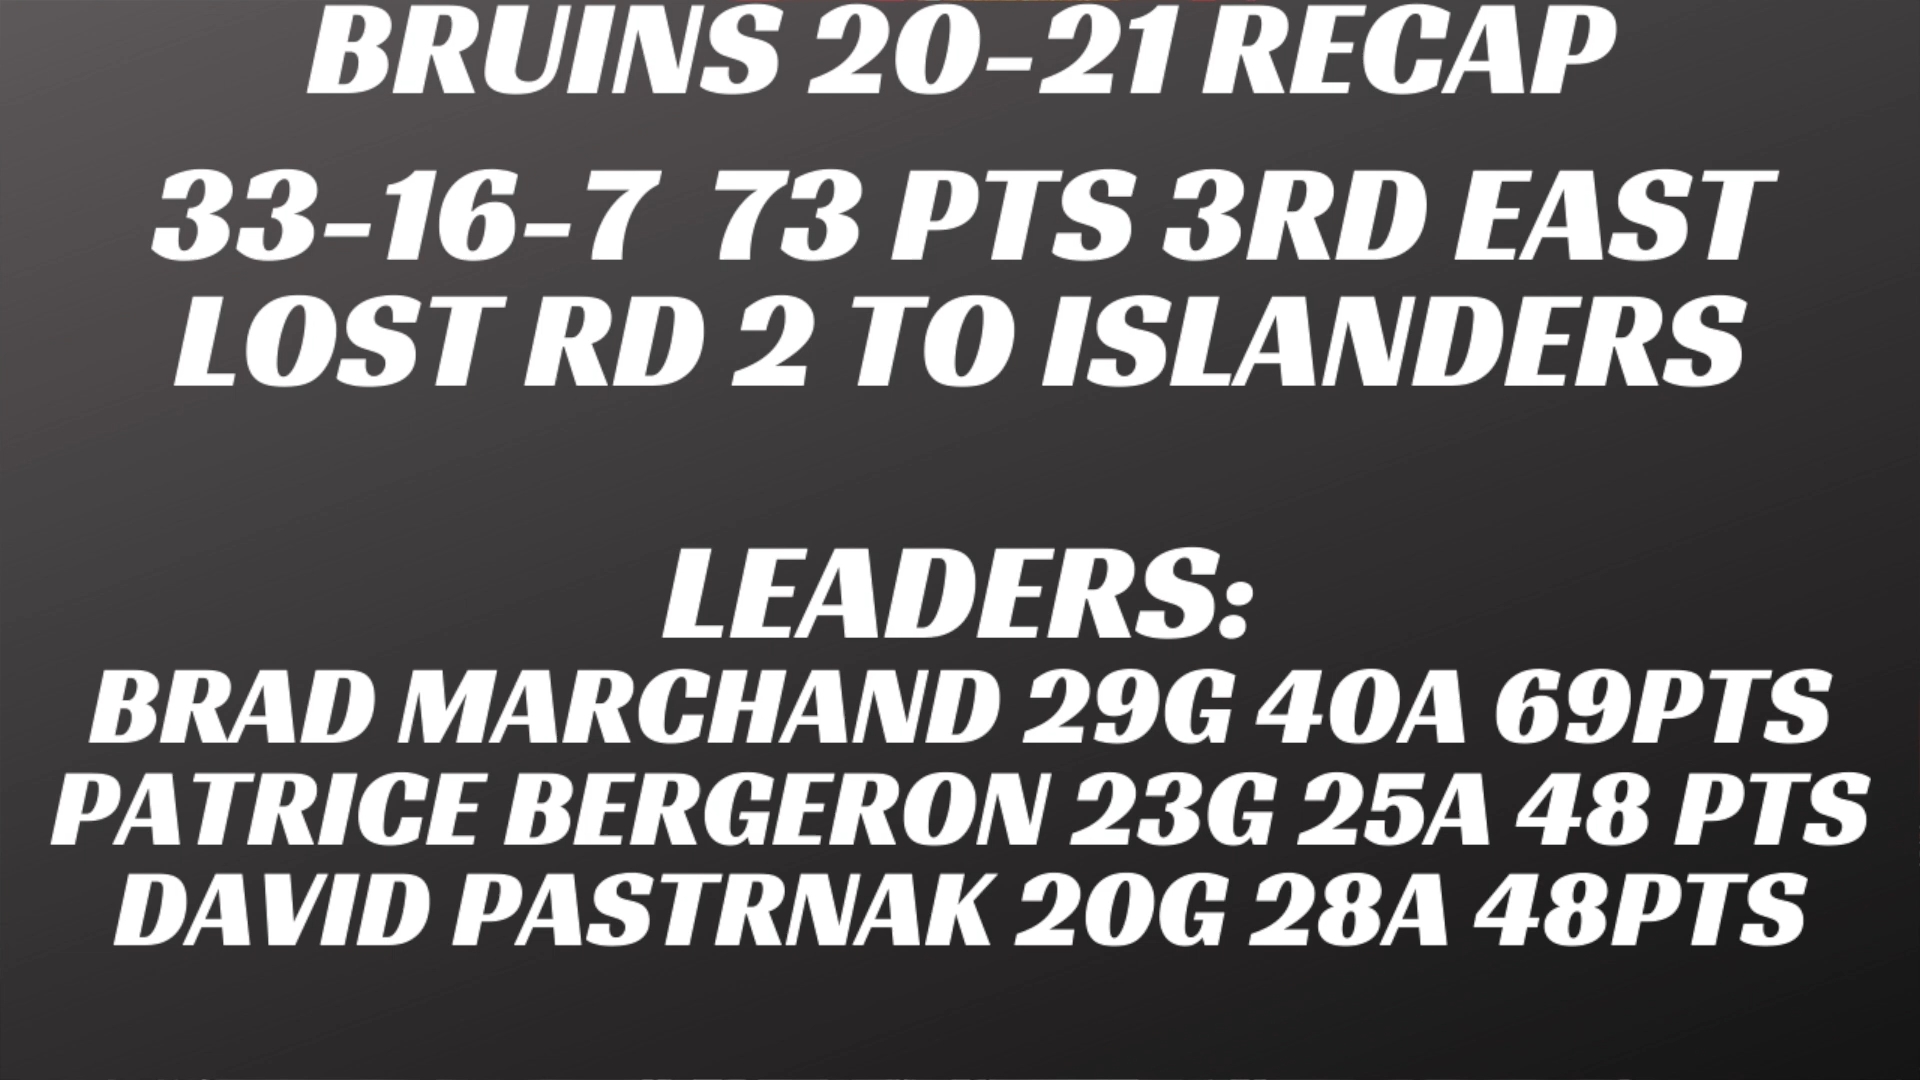 BRUINS 20-21 RECAP
33-16-7 73 PTS 3RD EAST
LOST RD 2 TO ISLANDERS
LEADERS:
BRAD MARCHAND 29G 40A 69PTS
PATRICE BERGERON 23G 25A 48 PTS
DAVID PASTRNAK 20G 28A 48PTS